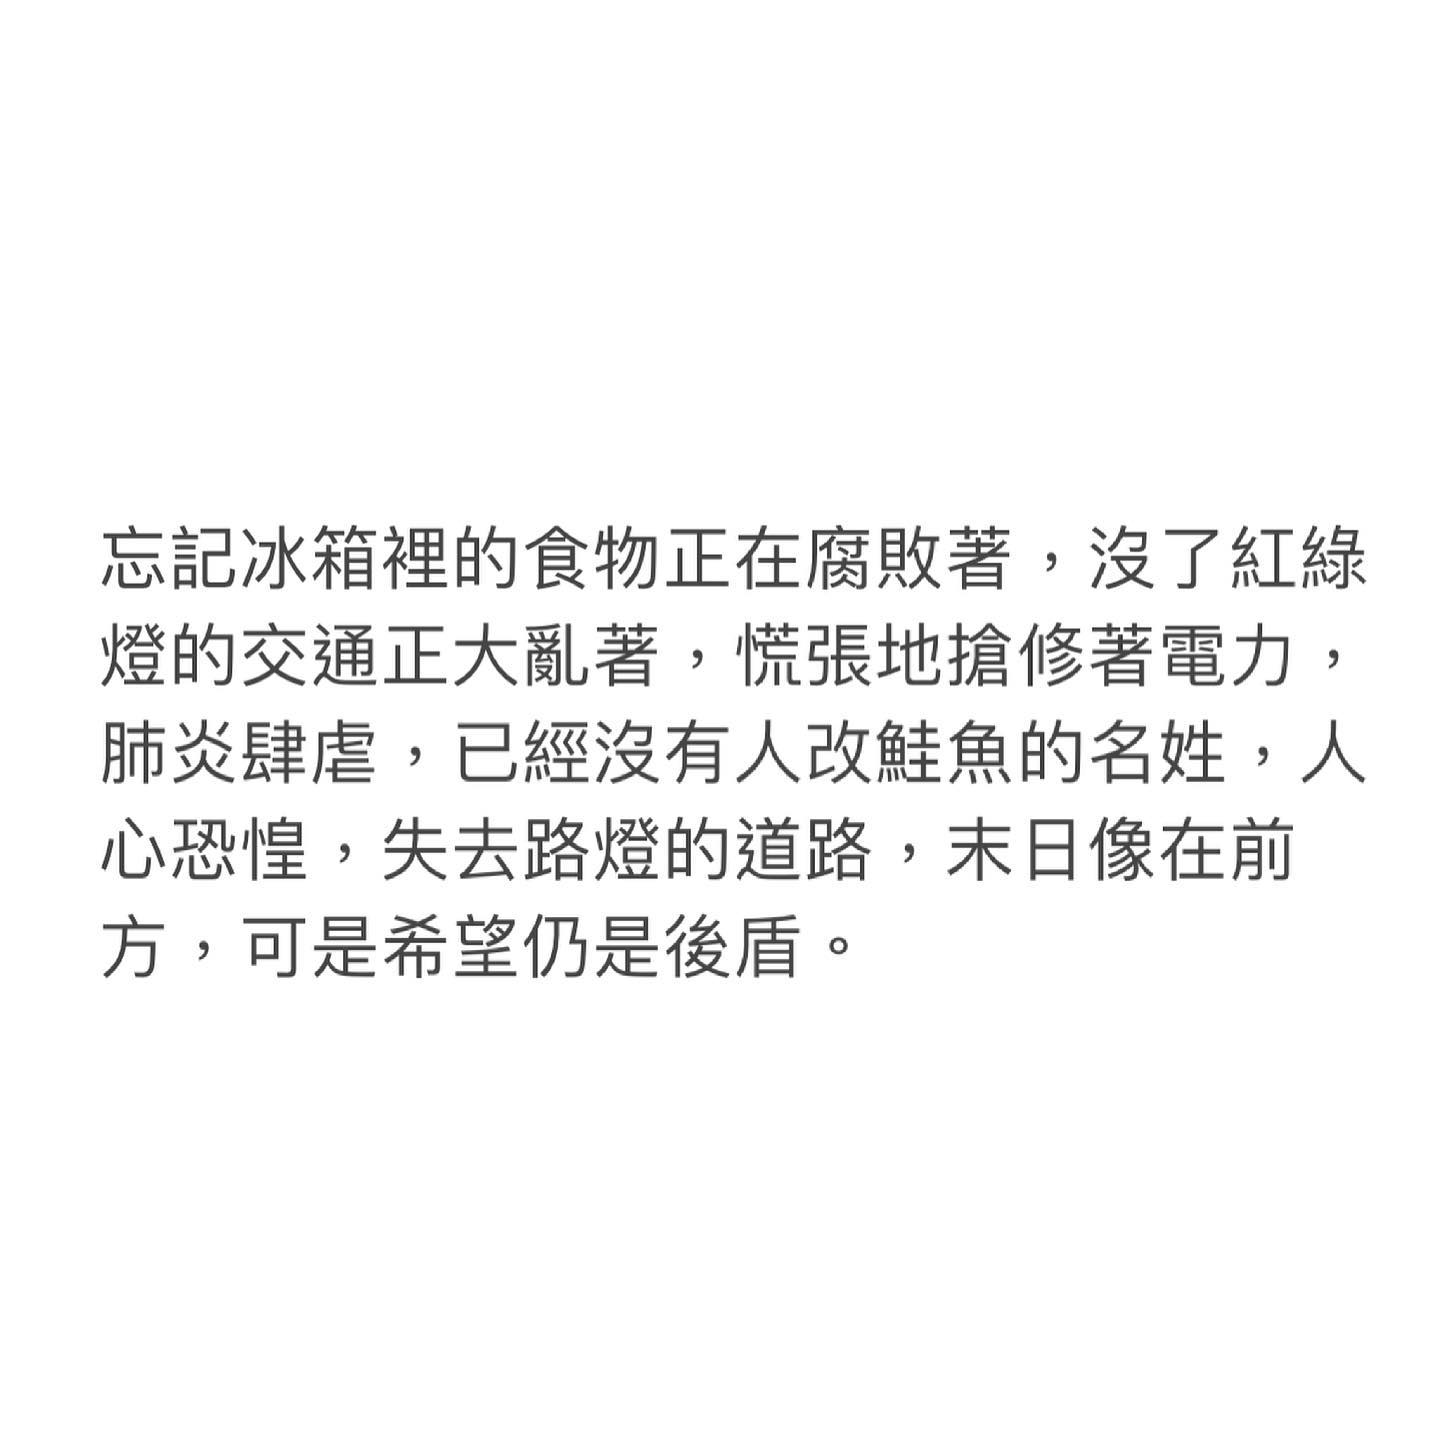 忘記冰箱裡的食物正在腐敗著，沒了紅綠
燈的交通正大亂著，慌張地搶修著電力，
肺炎肆虐，已經沒有人改鮭魚的名姓，人
心恐惶，失去路燈的道路，末日像在前
方，可是希望仍是後盾。